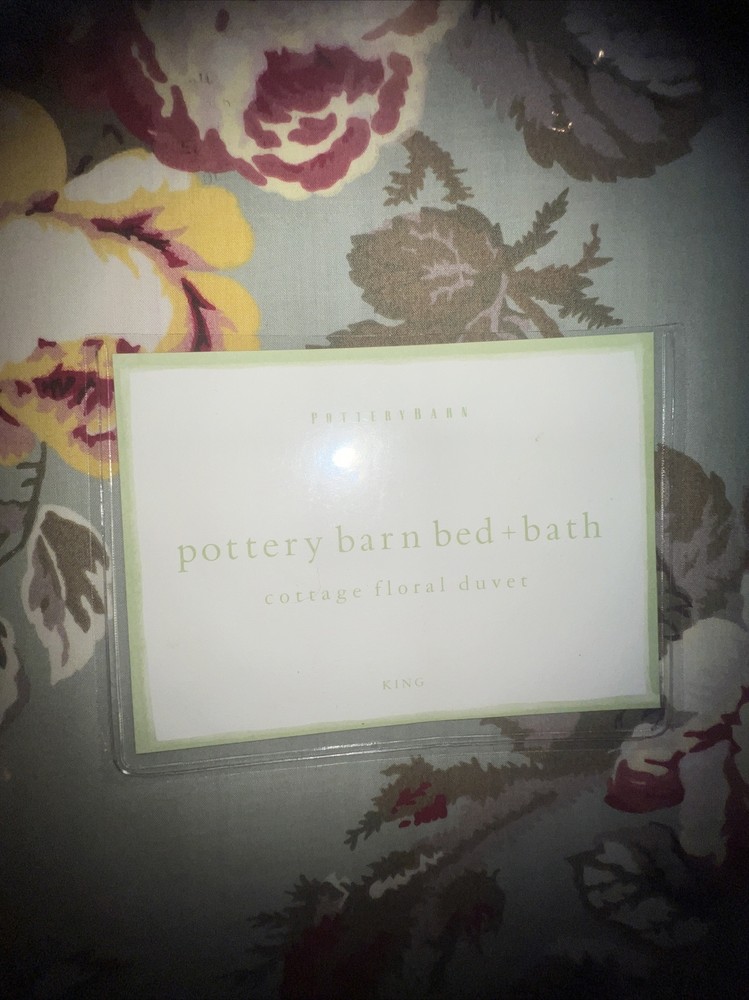 POTTERYBARN
pottery barn bed+bath
cottage floral duvet
KING